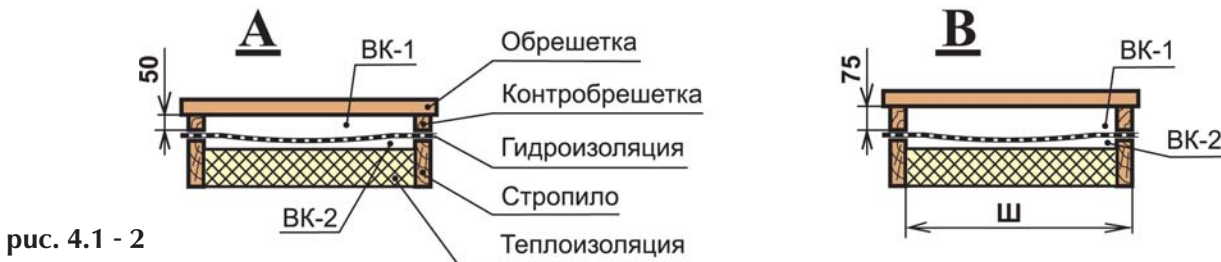 А
В
ВК-1
Обрешетка
ВК-1
50
75
Контробрешетка
Гидроизоляция
ВК-2
Стропило
ВК-2
Ш
Теплоизоляция
рис. 4.1 - 2